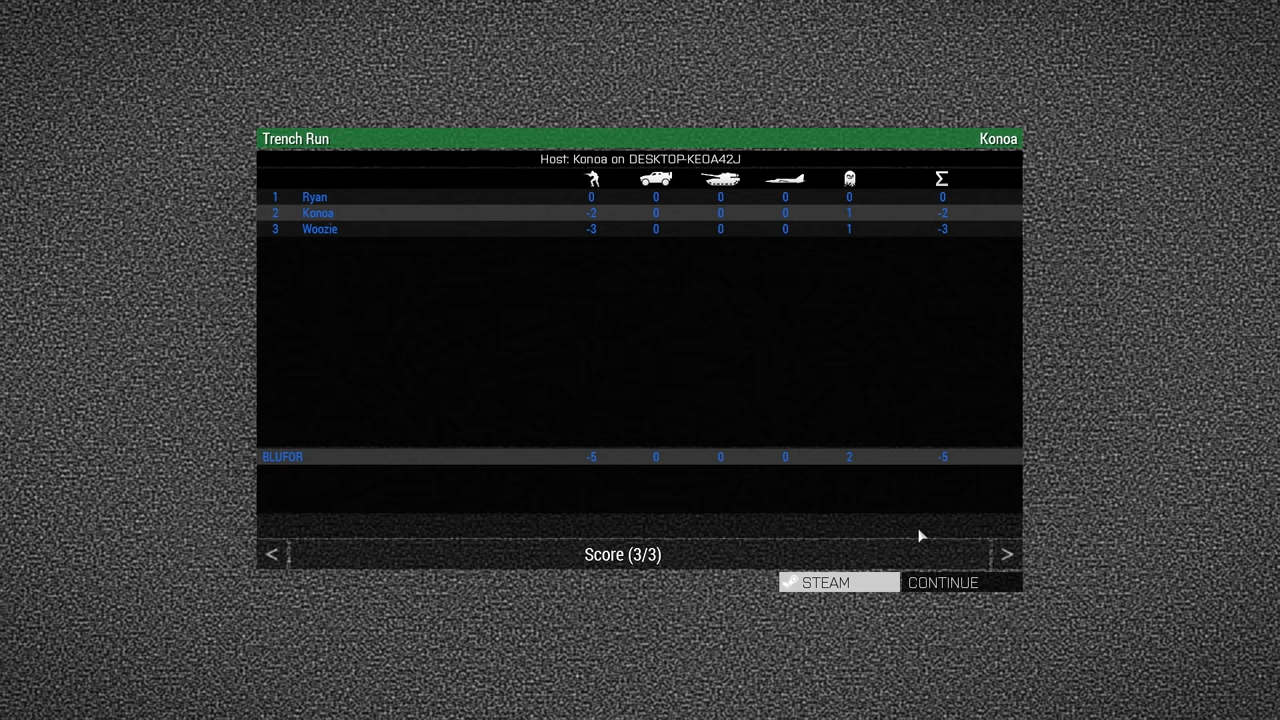 Trench Run Konoa
Host: Konoa on DESKTOP-KEOA42J
Σ
1 Ryan 0 0 0 0 0 0
2 Konoa -2 0 0 0 1 -2
3 Woozie -3 0 0 0 1 -3
BLUFOR -5 0 0 0 2 -5
< Score (3/3) >
STEAM CONTINUE